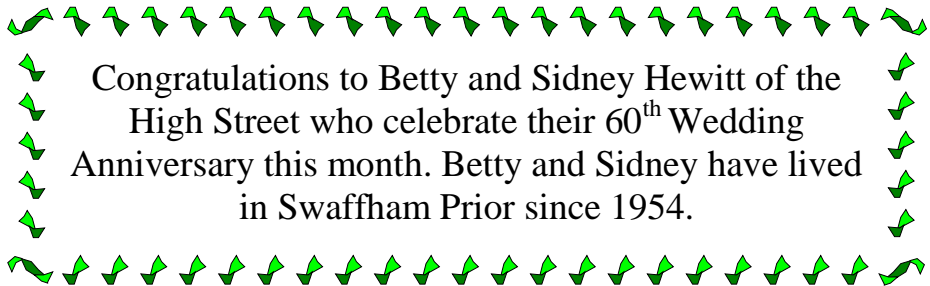 Congratulations to Betty and Sidney Hewitt of the
High Street who celebrate their 60th Wedding
Anniversary this month. Betty and Sidney have lived
in Swaffham Prior since 1954.